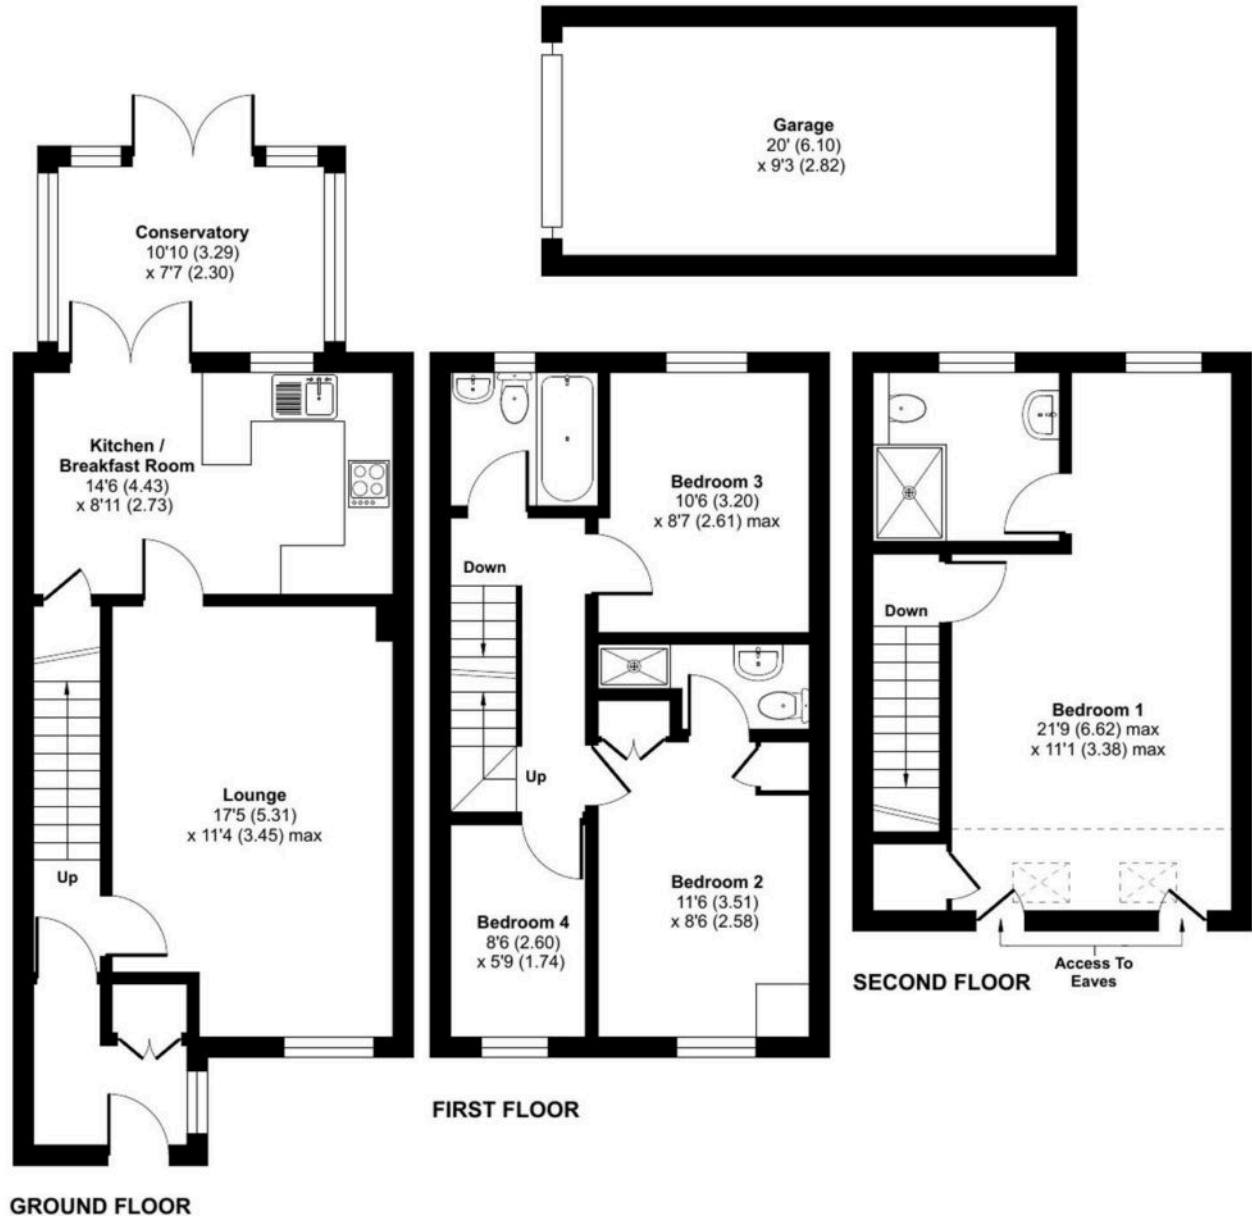 Garage
20' (6.10)
x 9'3 (2.82)
Conservatory
10'10 (3.29)
x 7'7 (2.30)
Kitchen /
Breakfast Room
14'6 (4.43)
x 8'11 (2.73)
Lounge
17'5 (5.31)
x 11'4 (3.45) max
Up
GROUND FLOOR
Bedroom 3
10'6 (3.20)
x 8'7 (2.61) max
Down
Up
Bedroom 2
11'6 (3.51)
x 8'6 (2.58)
Bedroom 4
8'6 (2.60)
x 5'9 (1.74)
FIRST FLOOR
Down
Bedroom 1
21'9 (6.62) max
x 11'1 (3.38) max
Access To
Eaves
SECOND FLOOR